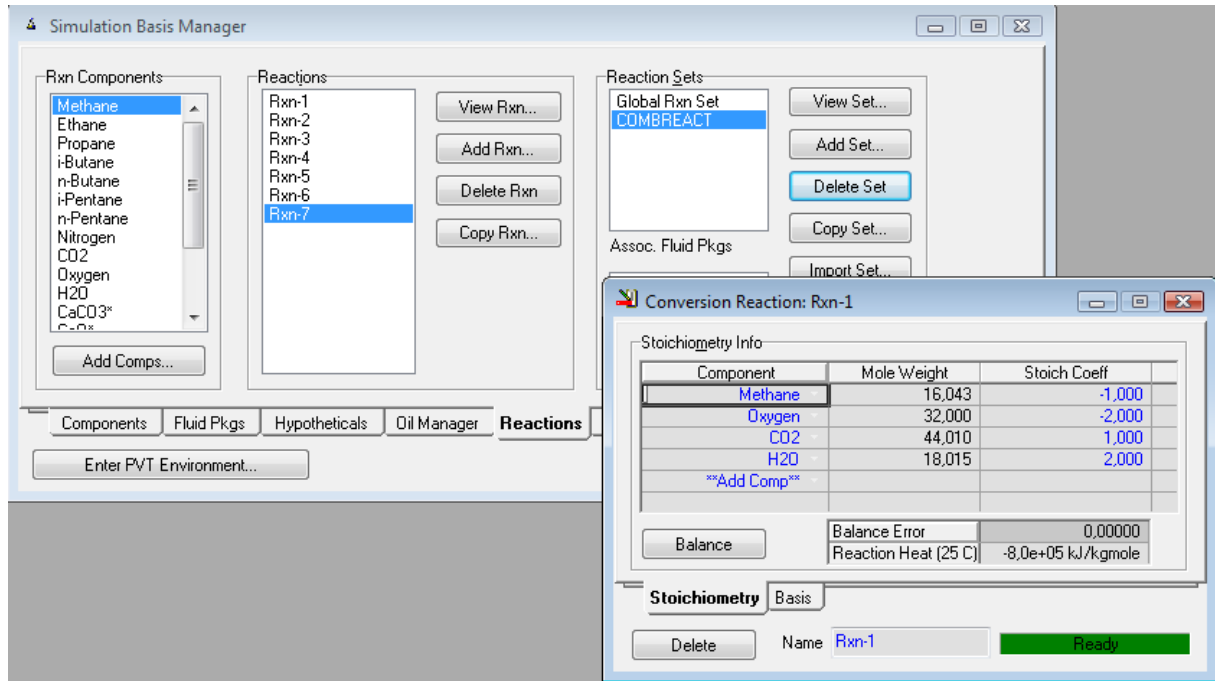 Simulation Basis Manager
Rxn Components
Methane
Ethane
Propane
i-Butane
n-Butane
i-Pentane
n-Pentane
Nitrogen
CO2
Oxygen
H2O
CaCO3*
Add Comps...
Reactions
Rxn-1
Rxn-2
Rxn-3
Rxn-4
Rxn-5
Rxn-6
Rxn-7
View Rxn...
Add Rxn...
Delete Rxn
Copy Rxn...
Reaction Sets
Global Rxn Set
COMBREACT
View Set...
Add Set...
Delete Set
Copy Set...
Import Set...
Assoc. Fluid Pkgs
Components Fluid Pkgs Hypotheticals Oil Manager Reactions
Enter PVT Environment...
Conversion Reaction: Rxn-1
Stoichiometry Info
Component Mole Weight Stoich Coeff
Methane 16,043 -1,000
Oxygen 32,000 -2,000
CO2 44,010 1,000
H2O 18,015 2,000
**Add Comp**
Balance
Balance Error 0,00000
Reaction Heat (25 C) -8,0e+05 kJ/kgmole
Stoichiometry Basis
Delete Name Rxn-1 Ready